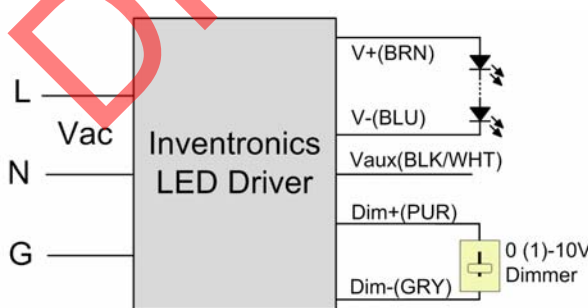 L
Vac
N
G
Inventronics
LED Driver
V+(BRN)
V-(BLU)
Vaux(BLK/WHT)
Dim+(PUR)
Dim-(GRY)
0 (1)-10V
Dimmer